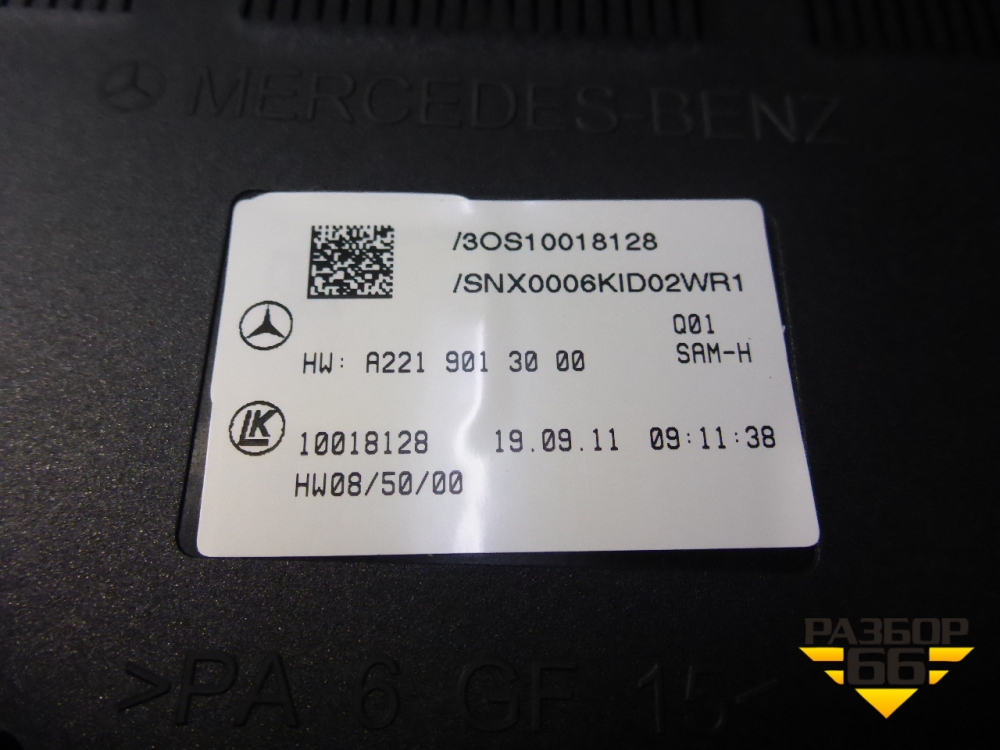 MERCEDES-BENZ
/3OS10018128
/SNX0006KID02WR1
Q01
HW: A221 901 30 00
SAM-H
LK
10018128 19.09.11 09:11:38
HW08/50/00
>PA 6 GF 15<
РАЗБОР
66